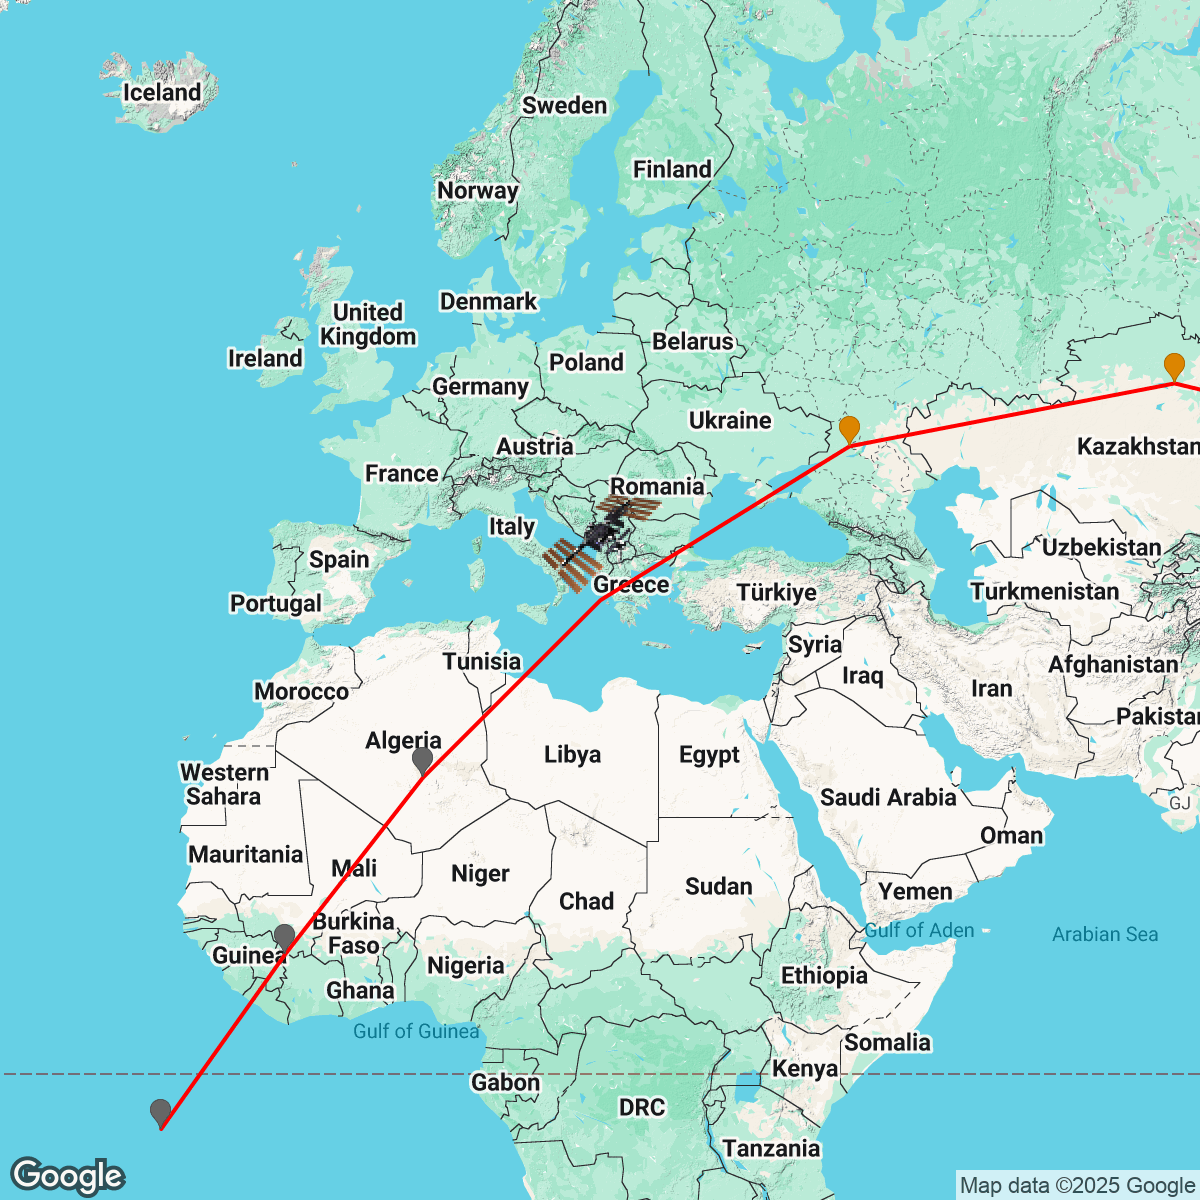 Iceland
Sweden
Finland
Norway
Denmark
United
Kingdom
Ireland
Belarus
Poland
Germany
Ukraine
Austria
Kazakhstan
France
Romania
Italy
Uzbekistan
Spain
Greece
Türkiye
Turkmenistan
Portugal
Syria
Tunisia
Afghanistan
Iraq
Morocco
Iran
Pakistan
Algeria
Libya
Egypt
Western
Sahara
Saudi Arabia
GJ
Oman
Mauritania
Mali
Niger
Sudan
Yemen
Chad
Burkina
Faso
Gulf of Aden
Arabian Sea
Guinea
Nigeria
Ethiopia
Ghana
Gulf of Guinea
Somalia
Kenya
Gabon
DRC
Tanzania
Google
Map data ©2025 Google